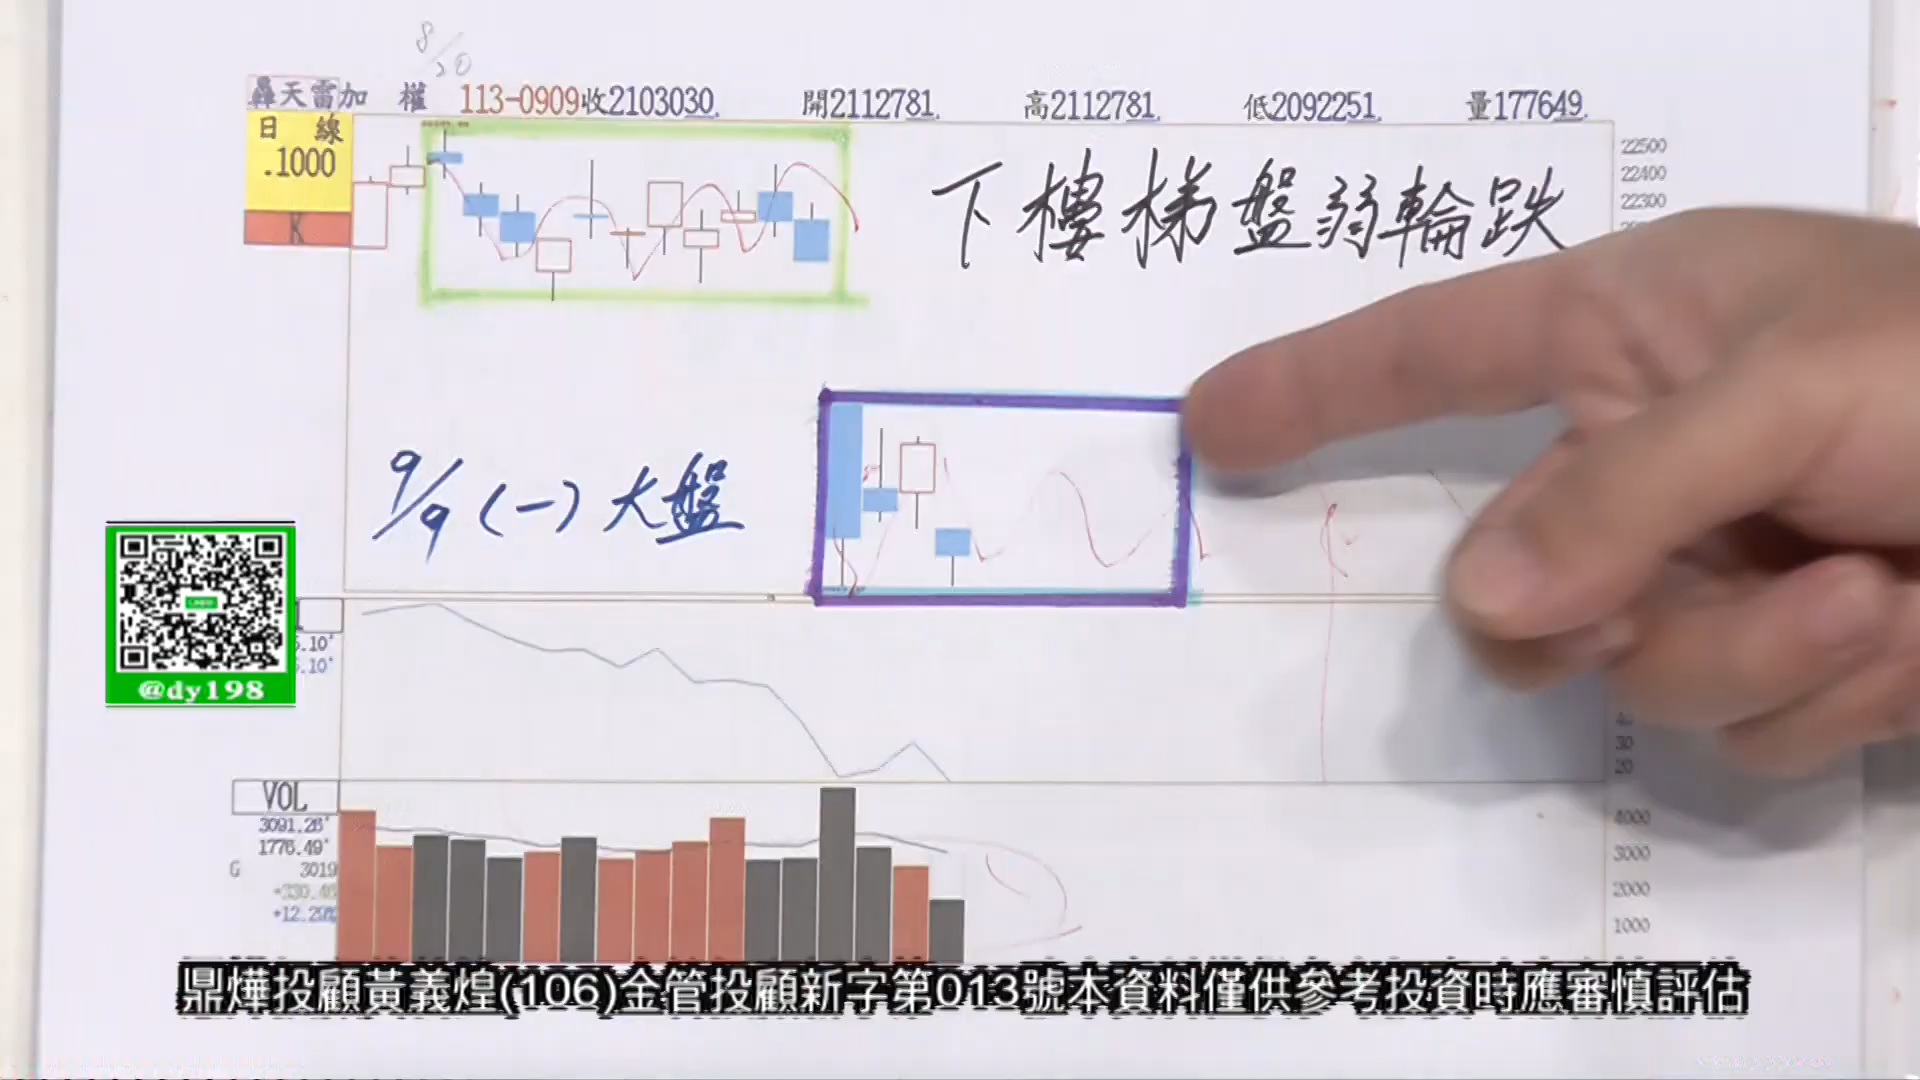 8/20
轟天雷加 權 113-0909收2103030. 開2112781. 高2112781. 低2092251. 量177649.
日 線
.1000
K
22500
22400
22300
下樓梯盤弱輪跌
9/9(一)大盤
@dy198
5.10'
5.10'
30
20
VOL
3091.26'
1776.49'
G 3019
4000
3000
2000
1000
鼎燁投顧黃義煌(106)金管投顧新字第013號本資料僅供參考投資時應審慎評估